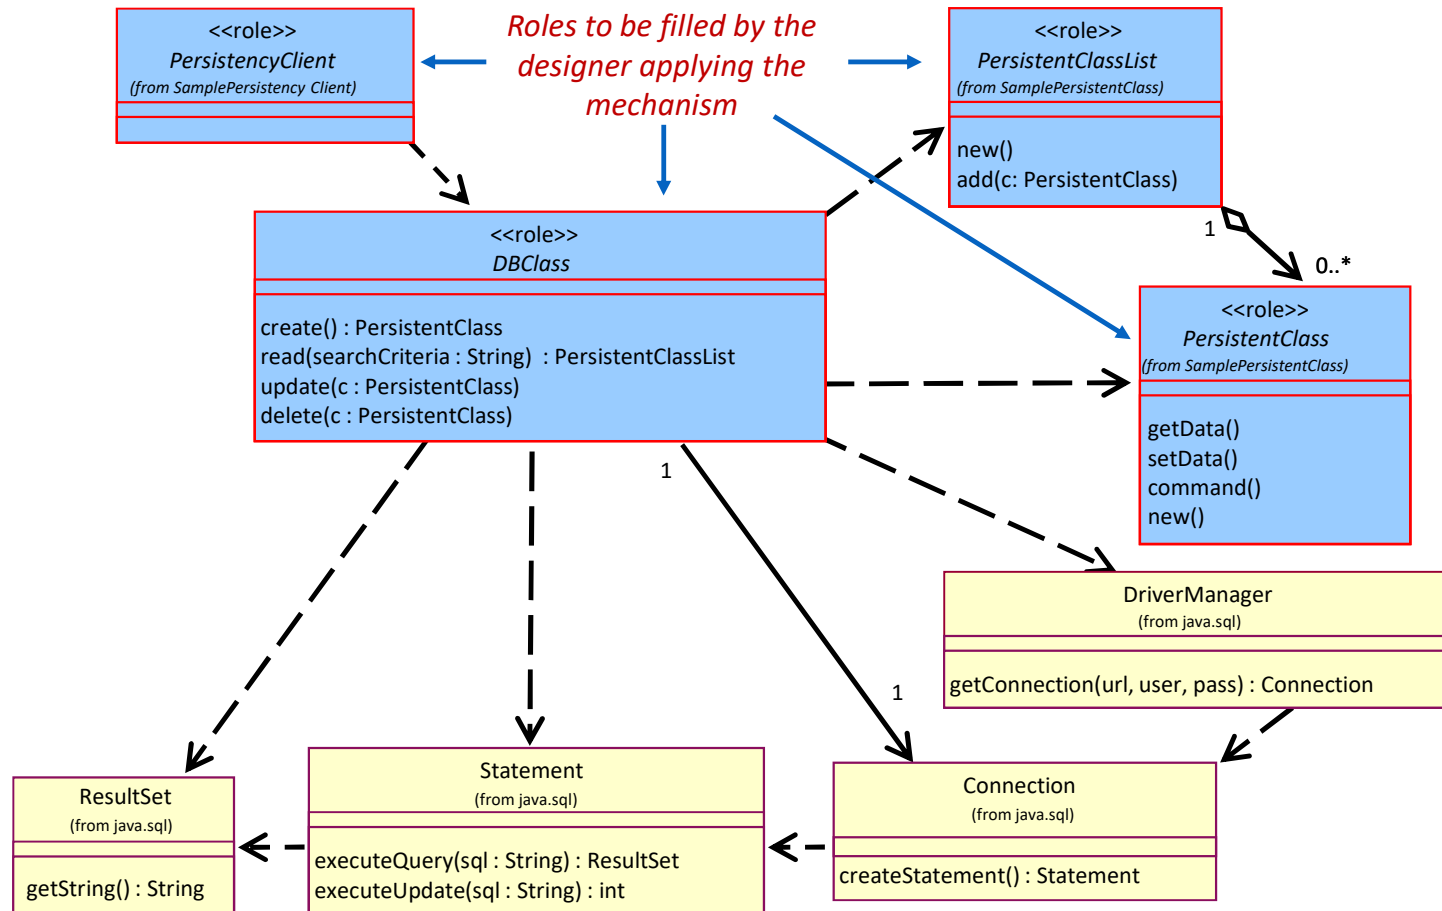 <<role>>
PersistencyClient
(from SamplePersistency Client)
Roles to be filled by the
designer applying the
mechanism
<<role>>
PersistentClassList
(from SamplePersistentClass)
new()
add(c: PersistentClass)
1
0..*
<<role>>
DBClass
create() : PersistentClass
read(searchCriteria : String) : PersistentClassList
update(c : PersistentClass)
delete(c : PersistentClass)
<<role>>
PersistentClass
(from SamplePersistentClass)
getData()
setData()
command()
new()
1
1
DriverManager
(from java.sql)
getConnection(url, user, pass) : Connection
ResultSet
(from java.sql)
getString() : String
Statement
(from java.sql)
executeQuery(sql : String) : ResultSet
executeUpdate(sql : String) : int
Connection
(from java.sql)
createStatement() : Statement